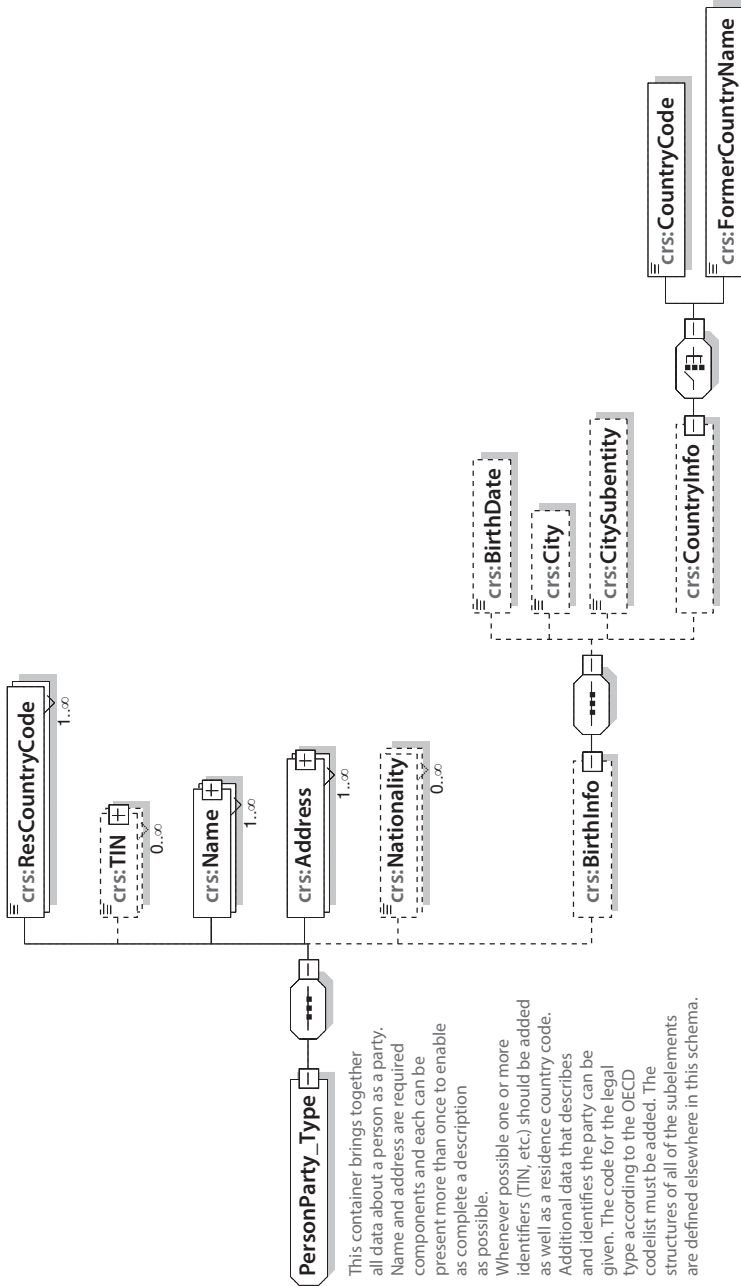 PersonParty_Type
This container brings together
all data about a person as a party.
Name and address are required
components and each can be
present more than once to enable
as complete a description
as possible.
Whenever possible one or more
identifiers (TIN, etc.) should be added
as well as a residence country code.
Additional data that describes
and identifies the party can be
given. The code for the legal
type according to the OECD
codelist must be added. The
structures of all of the subelements
are defined elsewhere in this schema.
crs:ResCountryCode
1..∞
crs:TIN
0..∞
crs:Name
1..∞
crs:Address
1..∞
crs:Nationality
0..∞
crs:BirthInfo
crs:BirthDate
crs:City
crs:CitySubentity
crs:CountryInfo
crs:CountryCode
crs:FormerCountryName